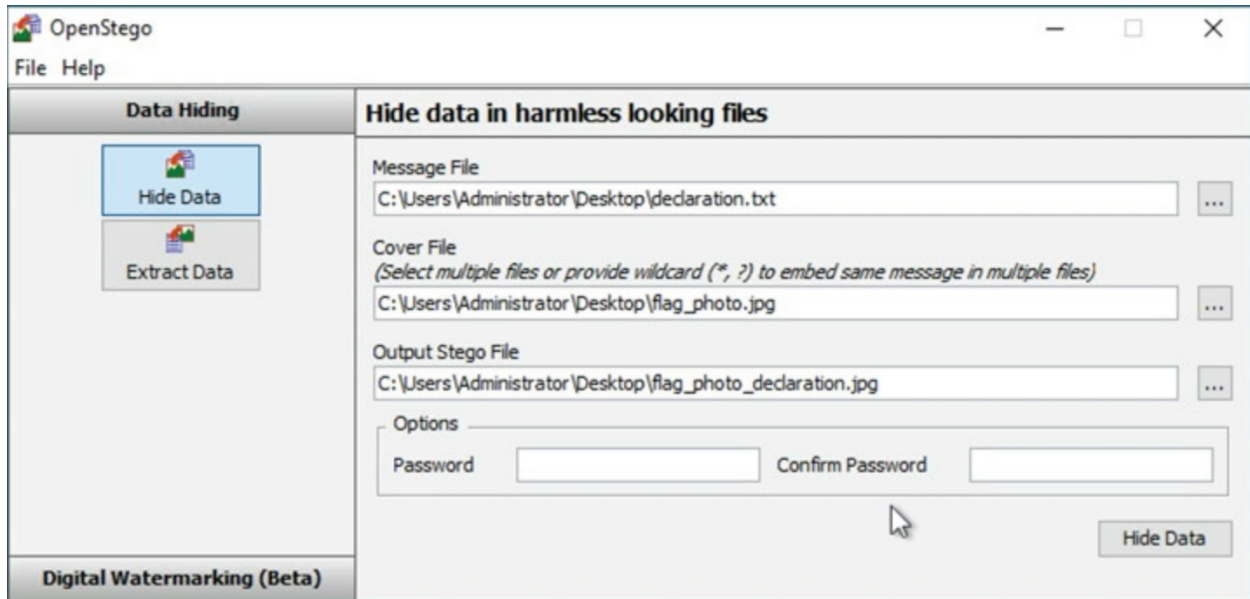 OpenStego
File Help
Data Hiding
Hide Data
Extract Data
Digital Watermarking (Beta)
Hide data in harmless looking files
Message File
C:\Users\Administrator\Desktop\declaration.txt
...
Cover File
(Select multiple files or provide wildcard (*, ?) to embed same message in multiple files)
C:\Users\Administrator\Desktop\flag_photo.jpg
...
Output Stego File
C:\Users\Administrator\Desktop\flag_photo_declaration.jpg
...
Options
Password Confirm Password
Hide Data